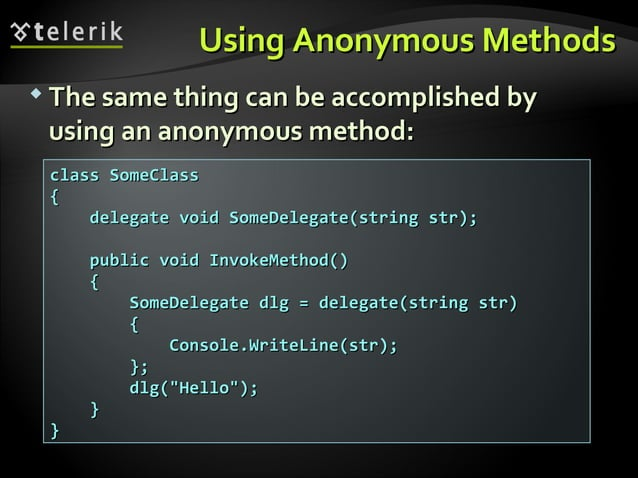 telerik
Using Anonymous Methods
The same thing can be accomplished by
using an anonymous method:
class SomeClass
{
    delegate void SomeDelegate(string str);
    public void InvokeMethod()
    {
        SomeDelegate dlg = delegate(string str)
        {
            Console.WriteLine(str);
        };
        dlg("Hello");
    }
}